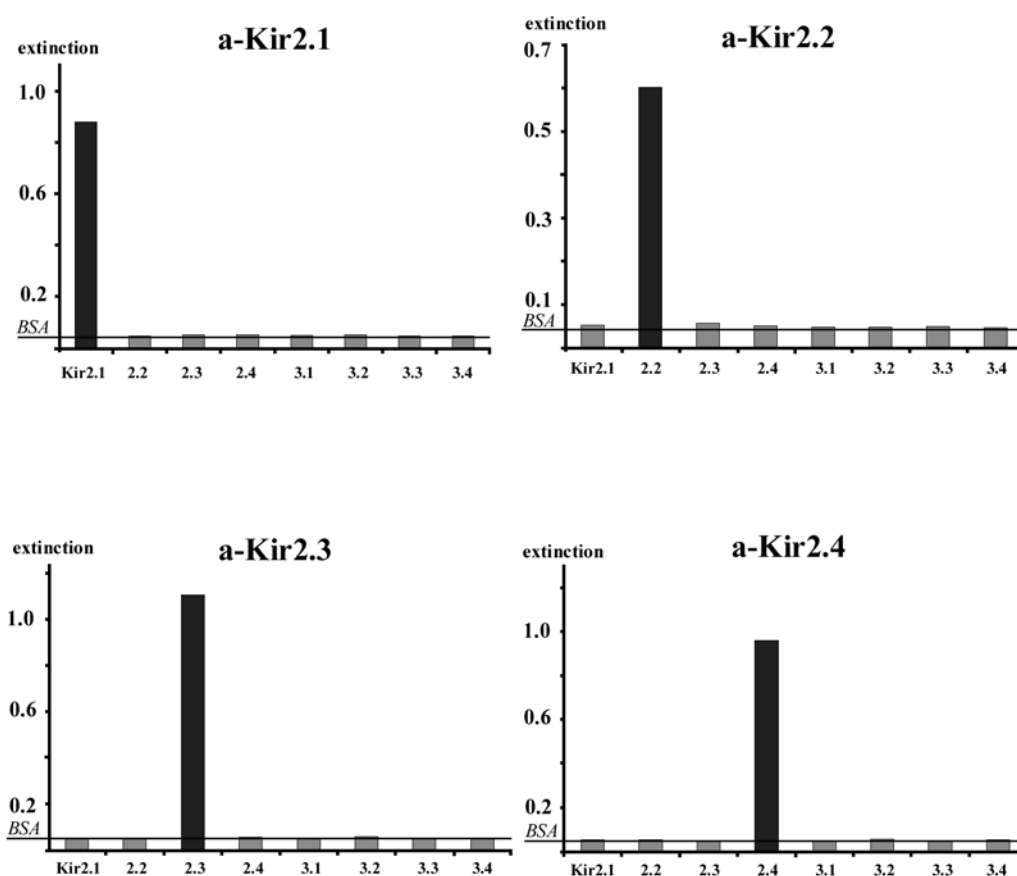 extinction
a-Kir2.1
1.0
0.6
0.2
BSA
Kir2.1 2.2 2.3 2.4 3.1 3.2 3.3 3.4
extinction
a-Kir2.2
0.7
0.5
0.3
0.1
BSA
Kir2.1 2.2 2.3 2.4 3.1 3.2 3.3 3.4
extinction
a-Kir2.3
1.0
0.6
0.2
BSA
Kir2.1 2.2 2.3 2.4 3.1 3.2 3.3 3.4
extinction
a-Kir2.4
1.0
0.6
0.2
BSA
Kir2.1 2.2 2.3 2.4 3.1 3.2 3.3 3.4